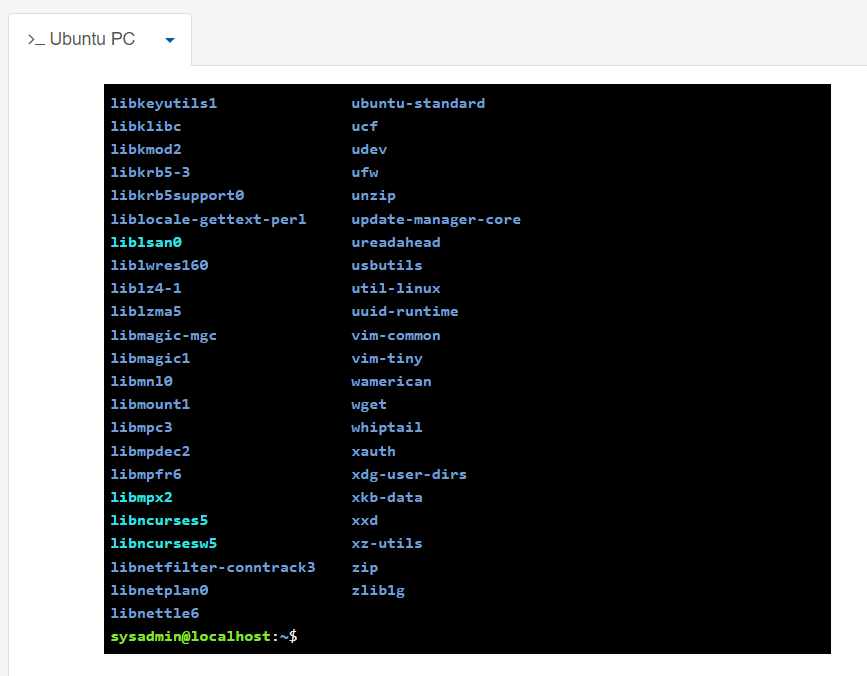 >_ Ubuntu PC
libkeyutils1 ubuntu-standard
libklibc ucf
libkmod2 udev
libkrb5-3 ufw
libkrb5support0 unzip
liblocale-gettext-perl update-manager-core
liblsan0 ureadahead
liblwres160 usbutils
liblz4-1 util-linux
liblzma5 uuid-runtime
libmagic-mgc vim-common
libmagic1 vim-tiny
libmnl0 wamerican
libmount1 wget
libmpc3 whiptail
libmpdec2 xauth
libmpfr6 xdg-user-dirs
libmpx2 xkb-data
libncurses5 xxd
libncursesw5 xz-utils
libnetfilter-conntrack3 zip
libnetplan0 zlib1g
libnettle6
sysadmin@localhost:~$